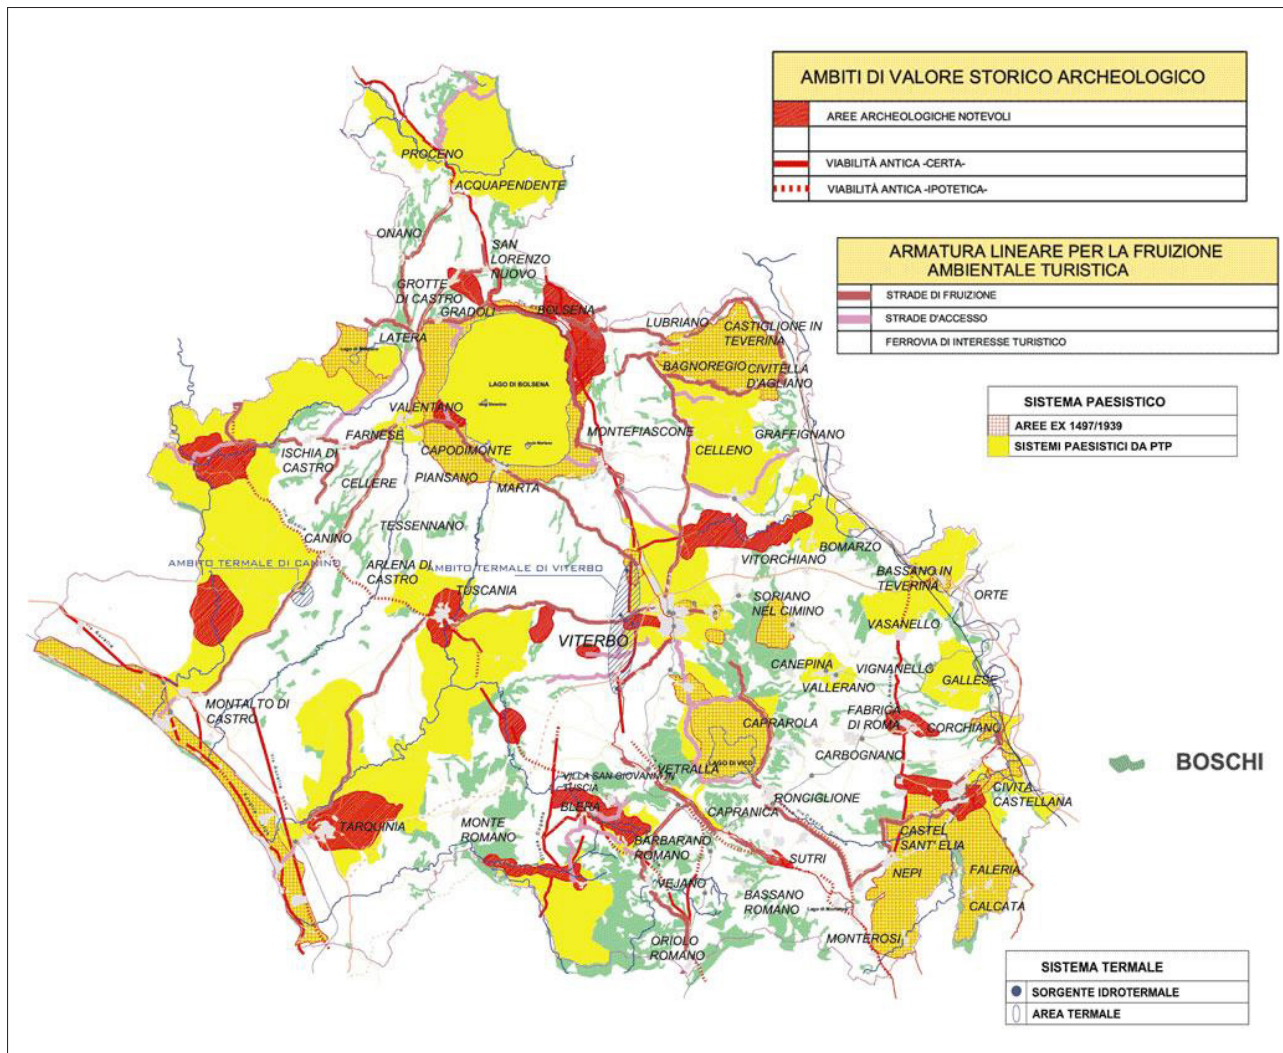 AMBITI DI VALORE STORICO ARCHEOLOGICO
AREE ARCHEOLOGICHE NOTEVOLI
VIABILITÀ ANTICA -CERTA-
VIABILITÀ ANTICA -IPOTETICA-
ARMATURA LINEARE PER LA FRUIZIONE
AMBIENTALE TURISTICA
STRADE DI FRUIZIONE
STRADE D'ACCESSO
FERROVIA DI INTERESSE TURISTICO
SISTEMA PAESISTICO
AREE EX 1497/1939
SISTEMI PAESISTICI DA PTP
PROCENO
ACQUAPENDENTE
ONANO
SAN
LORENZO
NUOVO
GROTTE
DI CASTRO
GRADOLI
BOLSENA
LATERA
LUBRIANO
CASTIGLIONE IN
TEVERINA
BAGNOREGIO
CIVITELLA
D'AGLIANO
LAGO DI BOLSENA
VALENTANO
FARNESE
MONTEFIASCONE
GRAFFIGNANO
CELLENO
ISCHIA DI
CASTRO
CAPODIMONTE
CELLERE
PIANSANO
MARTA
TESSENNANO
CANINO
AMBITO TERMALE DI CANINO
ARLENA DI
CASTRO
AMBITO TERMALE DI VITERBO
TUSCANIA
VITORCHIANO
BOMARZO
BASSANO IN
TEVERINA
ORTE
SORIANO
NEL CIMINO
VASANELLO
VITERBO
CANEPINA
VIGNANELLO
VALLERANO
GALLESE
MONTALTO DI
CASTRO
CAPRAROLA
FABRICA
DI ROMA
CORCHIANO
CARBOGNANO
LAGO DI VICO
VETRALLA
VILLA SAN GIOVANNI IN
TUSCIA
BLERA
RONCIGLIONE
CAPRANICA
CIVITA
CASTELLANA
TARQUINIA
MONTE
ROMANO
BARBARANO
ROMANO
CASTEL
SANT' ELIA
SUTRI
NEPI
FALERIA
VEJANO
BASSANO
ROMANO
CALCATA
ORIOLO
ROMANO
MONTEROSI
BOSCHI
SISTEMA TERMALE
SORGENTE IDROTERMALE
AREA TERMALE